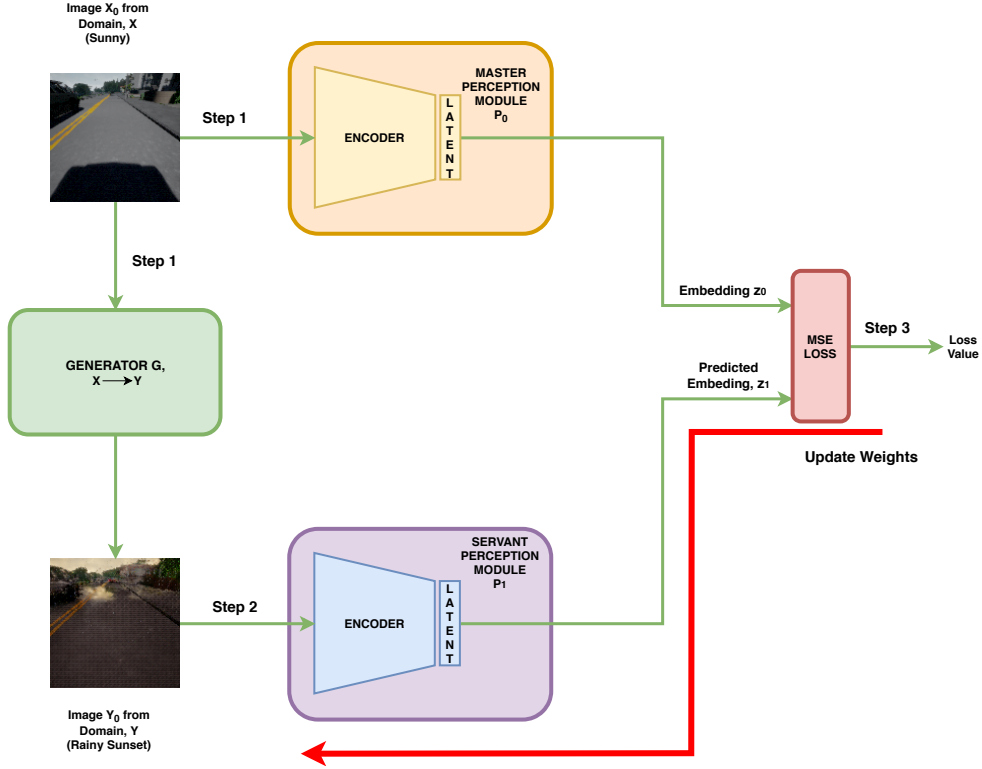 Image X0 from
Domain, X
(Sunny)
Step 1
MASTER
PERCEPTION
MODULE
P0
ENCODER
LATENT
Step 1
Embedding z0
MSE
LOSS
Step 3
Loss
Value
GENERATOR G,
X ⟶ Y
Predicted
Embeding, z1
Update Weights
SERVANT
PERCEPTION
MODULE
P1
ENCODER
LATENT
Step 2
Image Y0 from
Domain, Y
(Rainy Sunset)